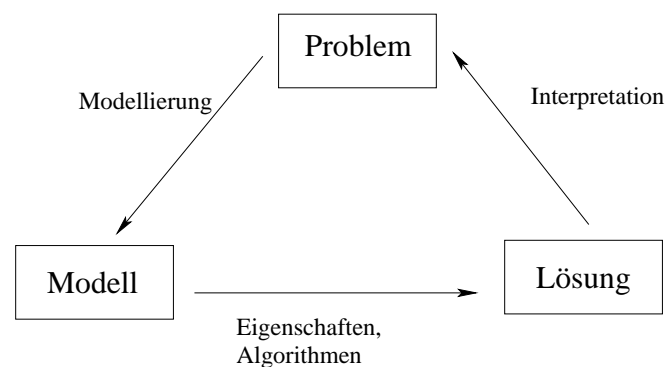 Problem
Modellierung
Interpretation
Modell
Lösung
Eigenschaften,
Algorithmen